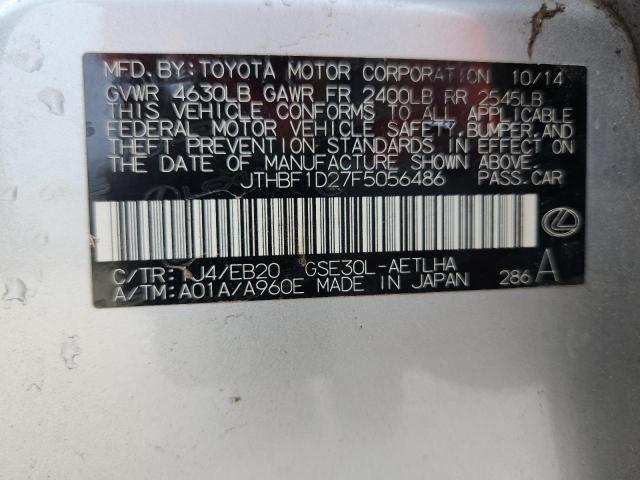 MFD. BY: TOYOTA MOTOR CORPORATION 10/14
GVWR 4630LB GAWR FR 2400LB RR 2545LB
THIS VEHICLE CONFORMS TO ALL APPLICABLE
FEDERAL MOTOR VEHICLE SAFETY, BUMPER, AND
THEFT PREVENTION STANDARDS IN EFFECT ON
THE DATE OF MANUFACTURE SHOWN ABOVE.
JTHBF1D27F5056486 PASS. CAR
C/TR: 1J4/EB20 GSE30L-AETLHA
A/TM: A01A/A960E MADE IN JAPAN 286 A